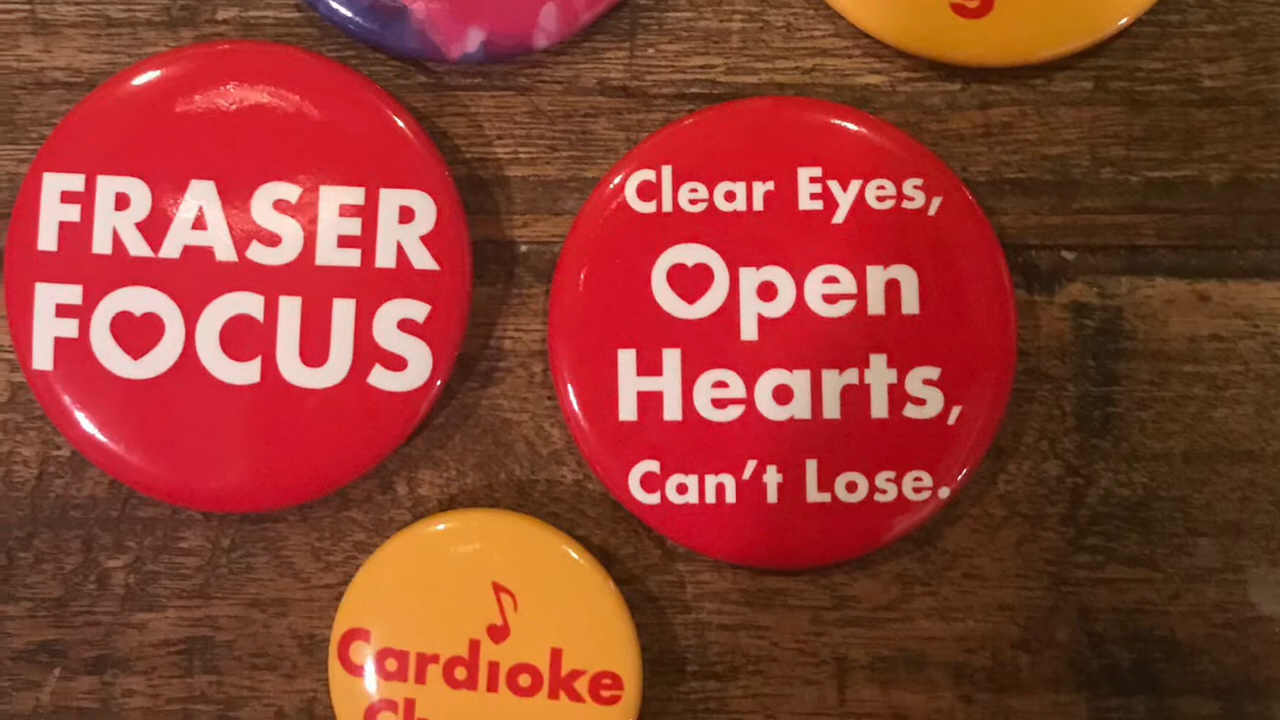 FRASER
FOCUS
Clear Eyes,
Open
Hearts,
Can't Lose.
Cardioke